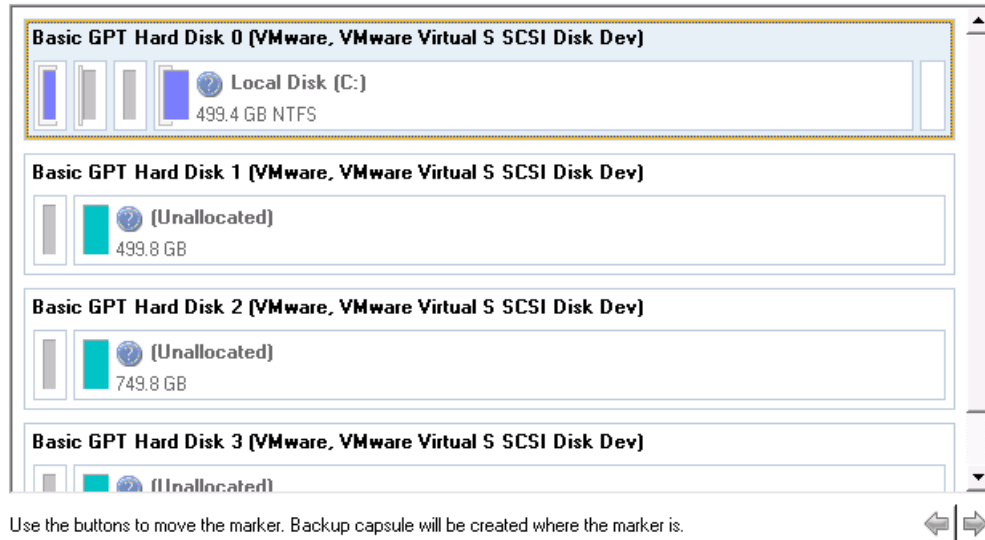 Basic GPT Hard Disk 0 (VMware, VMware Virtual S SCSI Disk Dev)
Local Disk (C:)
499.4 GB NTFS
Basic GPT Hard Disk 1 (VMware, VMware Virtual S SCSI Disk Dev)
(Unallocated)
499.8 GB
Basic GPT Hard Disk 2 (VMware, VMware Virtual S SCSI Disk Dev)
(Unallocated)
749.8 GB
Basic GPT Hard Disk 3 (VMware, VMware Virtual S SCSI Disk Dev)
(Unallocated)
Use the buttons to move the marker. Backup capsule will be created where the marker is.